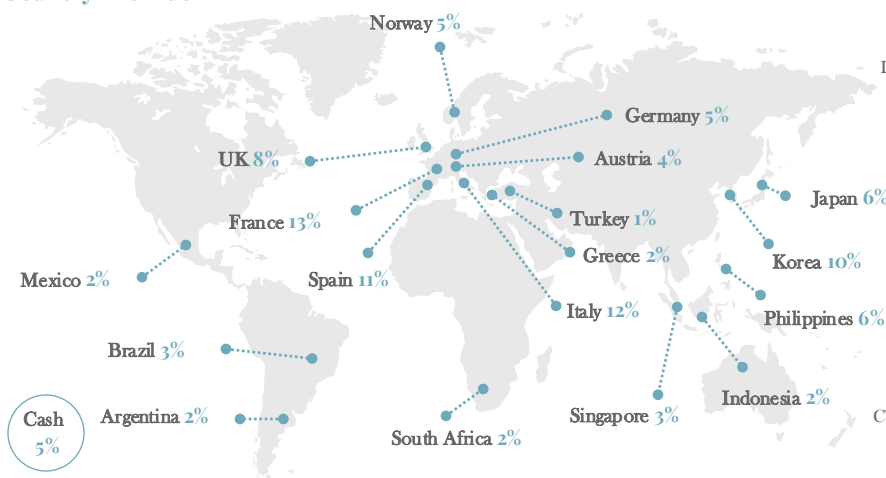 Norway 5%
Germany 5%
UK 8%
Austria 4%
Japan 6%
France 13%
Turkey 1%
Greece 2%
Korea 10%
Mexico 2%
Spain 11%
Italy 12%
Philippines 6%
Brazil 3%
Indonesia 2%
Cash
5%
Argentina 2%
Singapore 3%
South Africa 2%